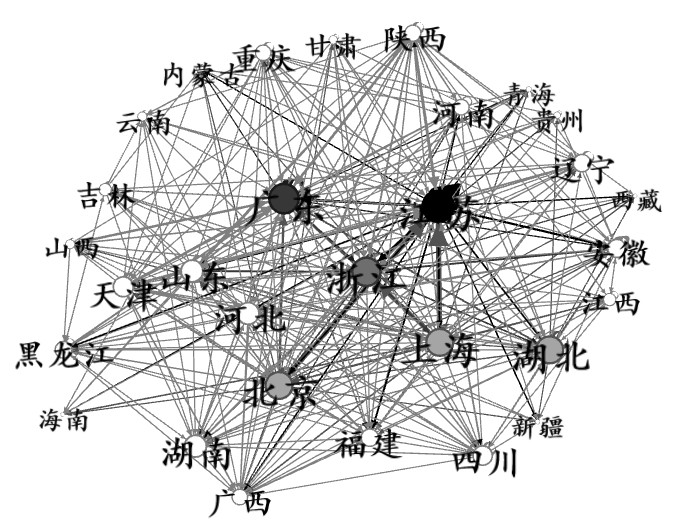 重庆
甘肃
陕西
内蒙古
云南
河南
青海
贵州
辽宁
吉林
广东
江苏
西藏
山西
安徽
天津
山东
浙江
江西
河北
黑龙江
上海
湖北
北京
海南
新疆
湖南
福建
四川
广西